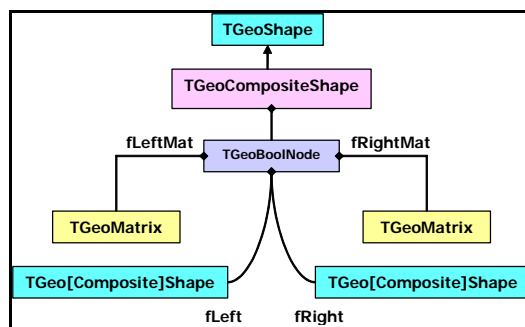 TGeoShape
TGeoCompositeShape
fLeftMat
TGeoBoolNode
fRightMat
TGeoMatrix
TGeoMatrix
TGeo[Composite]Shape
TGeo[Composite]Shape
fLeft
fRight